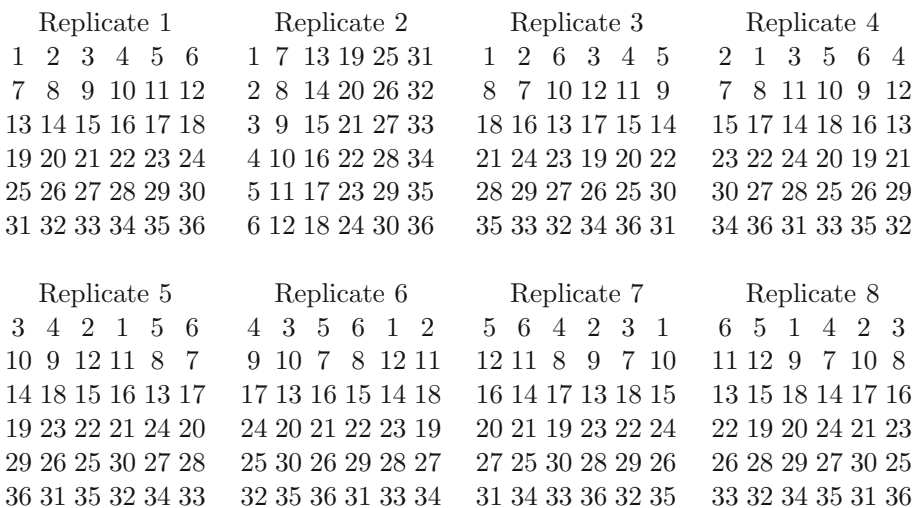 Replicate 1 Replicate 2 Replicate 3 Replicate 4
1 2 3 4 5 6 1 7 13 19 25 31 1 2 6 3 4 5 2 1 3 5 6 4
7 8 9 10 11 12 2 8 14 20 26 32 8 7 10 12 11 9 7 8 11 10 9 12
13 14 15 16 17 18 3 9 15 21 27 33 18 16 13 17 15 14 15 17 14 18 16 13
19 20 21 22 23 24 4 10 16 22 28 34 21 24 23 19 20 22 23 22 24 20 19 21
25 26 27 28 29 30 5 11 17 23 29 35 28 29 27 26 25 30 30 27 28 25 26 29
31 32 33 34 35 36 6 12 18 24 30 36 35 33 32 34 36 31 34 36 31 33 35 32
Replicate 5 Replicate 6 Replicate 7 Replicate 8
3 4 2 1 5 6 4 3 5 6 1 2 5 6 4 2 3 1 6 5 1 4 2 3
10 9 12 11 8 7 9 10 7 8 12 11 12 11 8 9 7 10 11 12 9 7 10 8
14 18 15 16 13 17 17 13 16 15 14 18 16 14 17 13 18 15 13 15 18 14 17 16
19 23 22 21 24 20 24 20 21 22 23 19 20 21 19 23 22 24 22 19 20 24 21 23
29 26 25 30 27 28 25 30 26 29 28 27 27 25 30 28 29 26 26 28 29 27 30 25
36 31 35 32 34 33 32 35 36 31 33 34 31 34 33 36 32 35 33 32 34 35 31 36